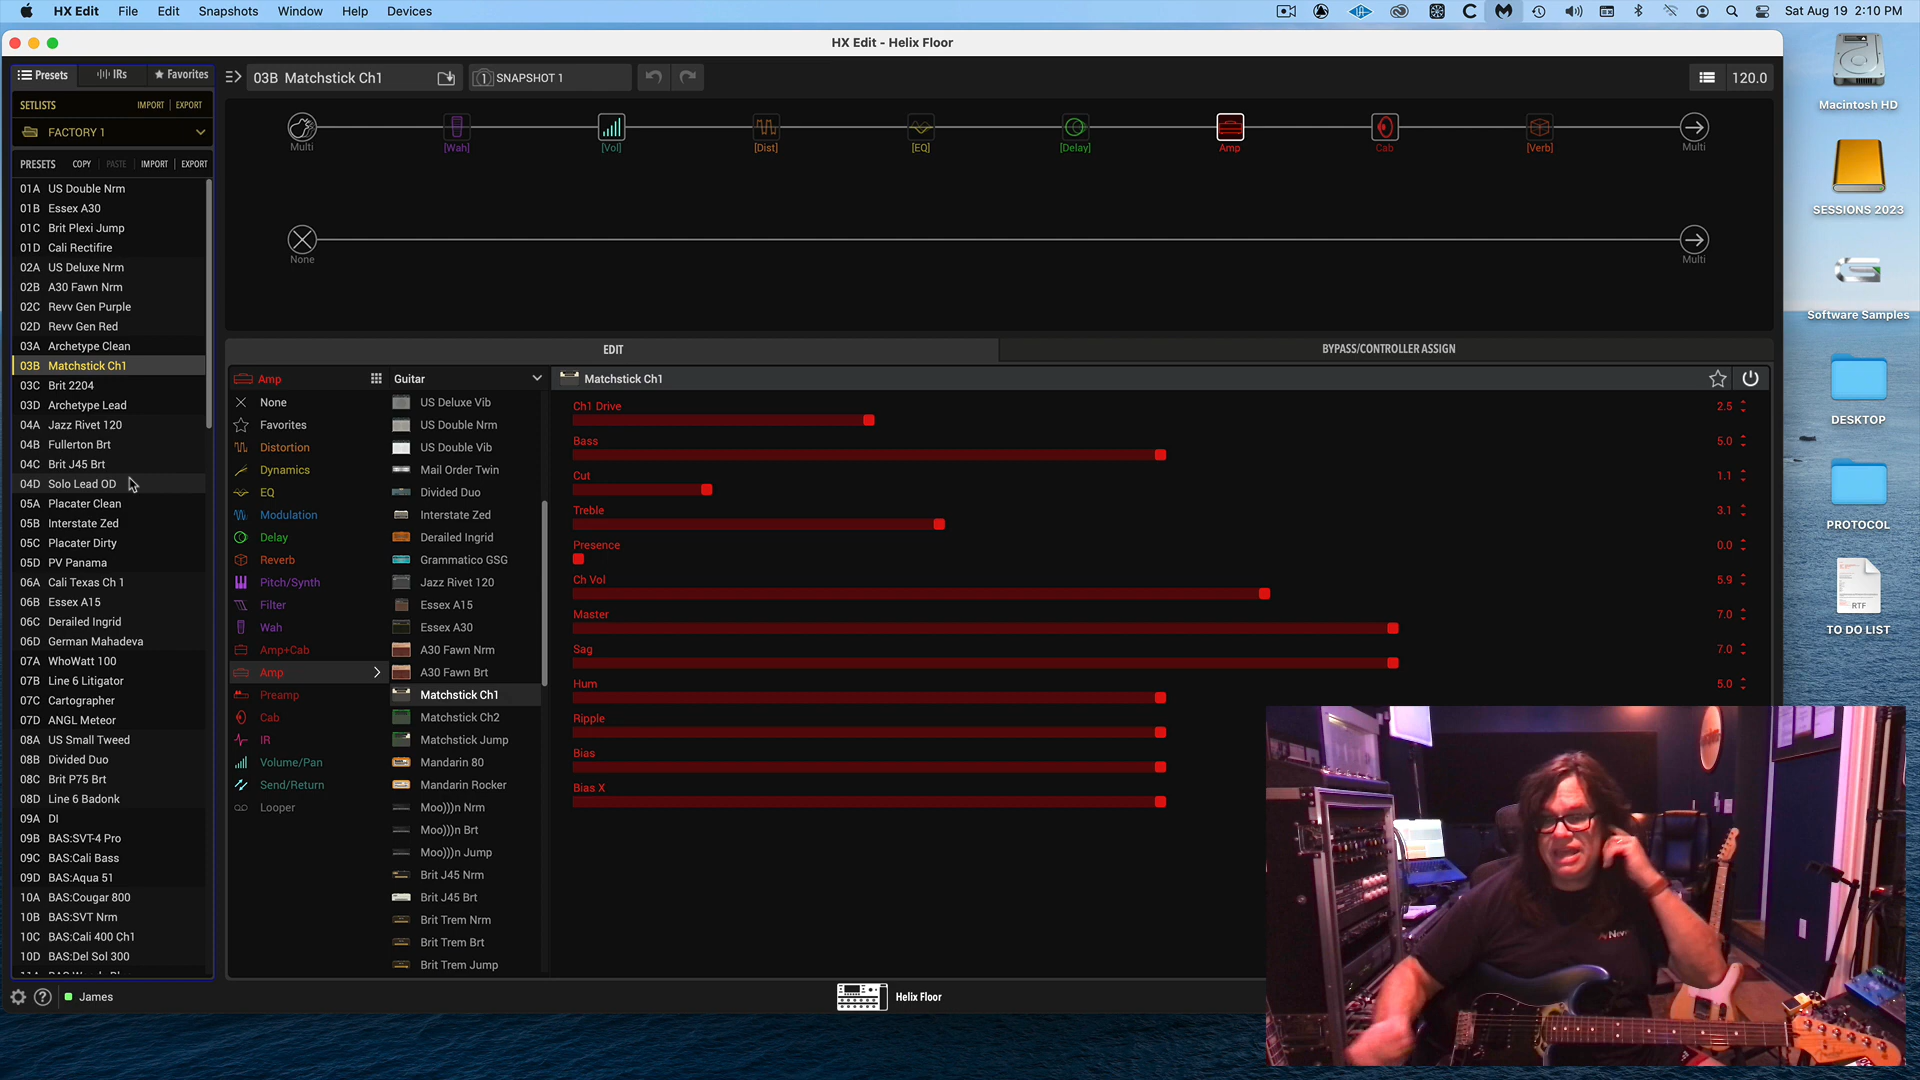 HX Edit File Edit Snapshots Window Help Devices
Sat Aug 19 2:10 PM
HX Edit - Helix Floor
Presets IRs Favorites
03B Matchstick Ch1
1 SNAPSHOT 1
120.0
SETLISTS IMPORT | EXPORT
FACTORY 1
PRESETS COPY PASTE IMPORT EXPORT
01A US Double Nrm
01B Essex A30
01C Brit Plexi Jump
01D Cali Rectifire
02A US Deluxe Nrm
02B A30 Fawn Nrm
02C Revv Gen Purple
02D Revv Gen Red
03A Archetype Clean
03B Matchstick Ch1
03C Brit 2204
03D Archetype Lead
04A Jazz Rivet 120
04B Fullerton Brt
04C Brit J45 Brt
04D Solo Lead OD
05A Placater Clean
05B Interstate Zed
05C Placater Dirty
05D PV Panama
06A Cali Texas Ch 1
06B Essex A15
06C Derailed Ingrid
06D German Mahadeva
07A WhoWatt 100
07B Line 6 Litigator
07C Cartographer
07D ANGL Meteor
08A US Small Tweed
08B Divided Duo
08C Brit P75 Brt
08D Line 6 Badonk
09A DI
09B BAS:SVT-4 Pro
09C BAS:Cali Bass
09D BAS:Aqua 51
10A BAS:Cougar 800
10B BAS:SVT Nrm
10C BAS:Cali 400 Ch1
10D BAS:Del Sol 300
James
Multi [Wah] [Vol] [Dist] [EQ] [Delay] Amp Cab [Verb] Multi
None Multi
EDIT BYPASS/CONTROLLER ASSIGN
Amp
None
Favorites
Distortion
Dynamics
EQ
Modulation
Delay
Reverb
Pitch/Synth
Filter
Wah
Amp+Cab
Amp
Preamp
Cab
IR
Volume/Pan
Send/Return
Looper
Guitar
US Deluxe Vib
US Double Nrm
US Double Vib
Mail Order Twin
Divided Duo
Interstate Zed
Derailed Ingrid
Grammatico GSG
Jazz Rivet 120
Essex A15
Essex A30
A30 Fawn Nrm
A30 Fawn Brt
Matchstick Ch1
Matchstick Ch2
Matchstick Jump
Mandarin 80
Mandarin Rocker
Moo)))n Nrm
Moo)))n Brt
Moo)))n Jump
Brit J45 Nrm
Brit J45 Brt
Brit Trem Nrm
Brit Trem Brt
Brit Trem Jump
Matchstick Ch1
Ch1 Drive 2.5
Bass 5.0
Cut 1.1
Treble 3.1
Presence 0.0
Ch Vol 5.9
Master 7.0
Sag 7.0
Hum 5.0
Ripple
Bias
Bias X
Helix Floor
Macintosh HD
SESSIONS 2023
Software Samples
DESKTOP
PROTOCOL
RTF
TO DO LIST